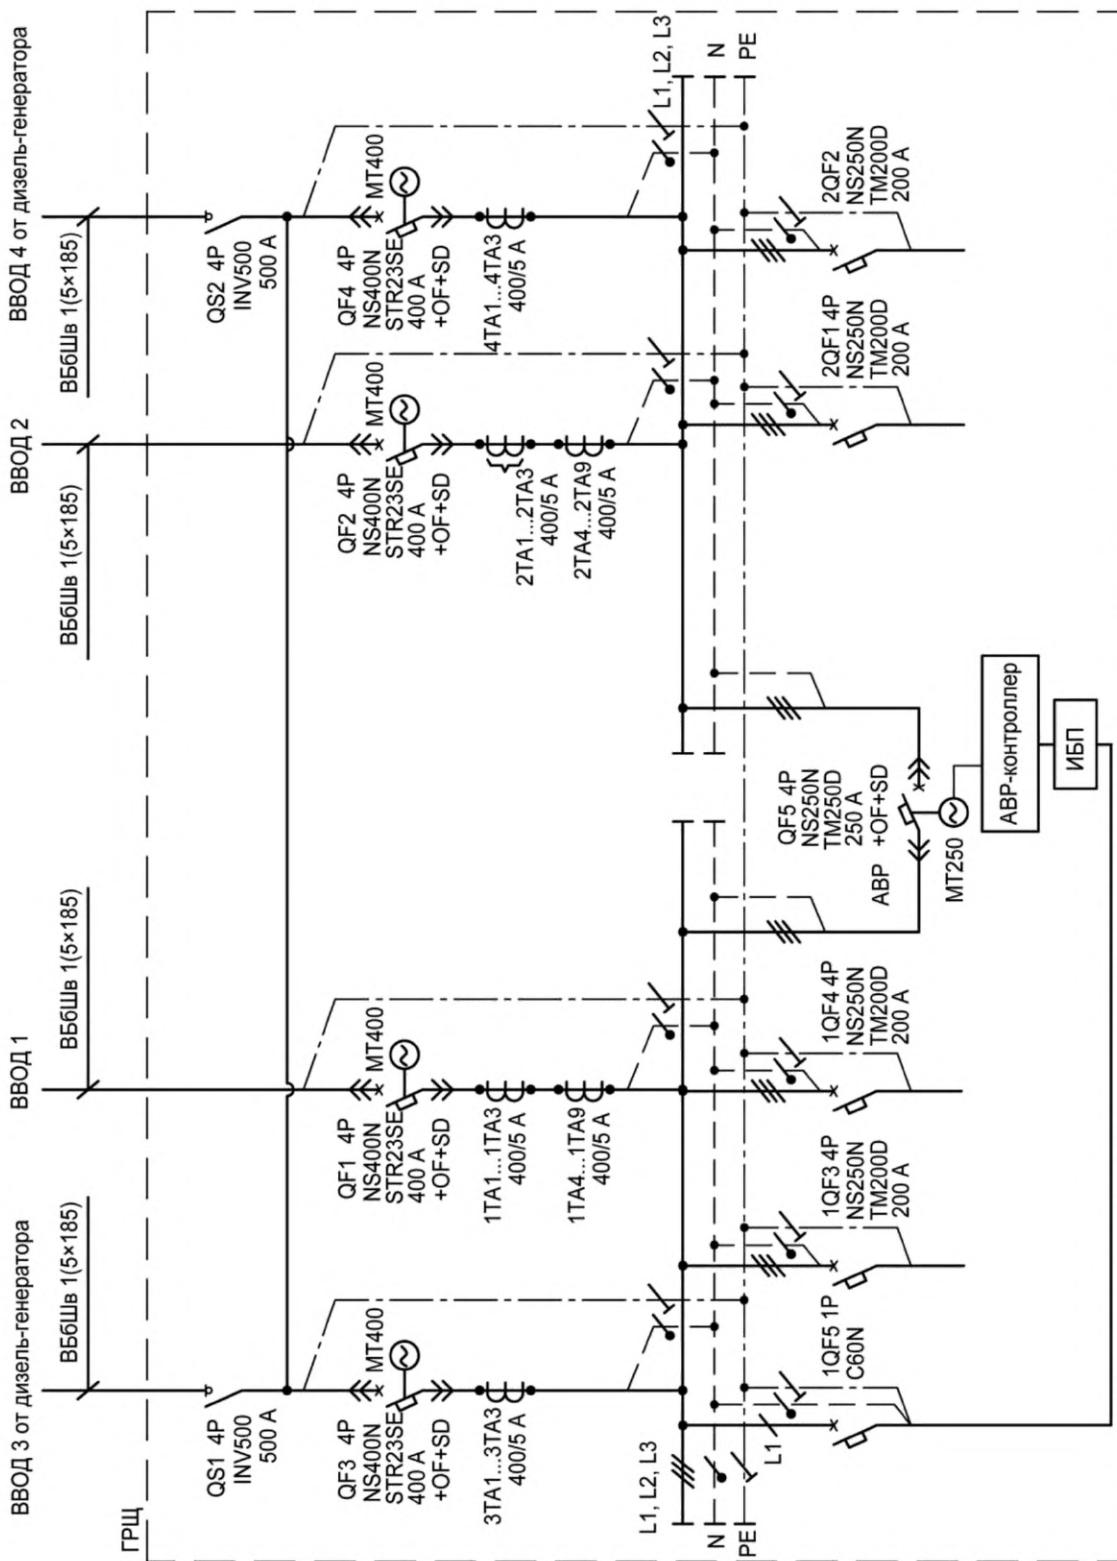 ВВОД 3 от дизель-генератора
ВБбШв 1(5×185)
ВВОД 1
ВБбШв 1(5×185)
ВВОД 2
ВБбШв 1(5×185)
ВВОД 4 от дизель-генератора
ВБбШв 1(5×185)
ГРЩ
QS1 4P
INV500
500 A
QS2 4P
INV500
500 A
QF3 4P
NS400N
STR23SE
400 A
+OF+SD
MT400
QF1 4P
NS400N
STR23SE
400 A
+OF+SD
MT400
QF2 4P
NS400N
STR23SE
400 A
+OF+SD
MT400
QF4 4P
NS400N
STR23SE
400 A
+OF+SD
MT400
3TA1...3TA3
400/5 A
1TA1...1TA3
400/5 A
1TA4...1TA9
400/5 A
2TA1...2TA3
400/5 A
2TA4...2TA9
400/5 A
4TA1...4TA3
400/5 A
L1, L2, L3
N
PE
L1, L2, L3
N
PE
L1
1QF5 1P
C60N
1QF3 4P
NS250N
TM200D
200 A
1QF4 4P
NS250N
TM200D
200 A
QF5 4P
NS250N
TM250D
250 A
+OF+SD
АВР
MT250
2QF1 4P
NS250N
TM200D
200 A
2QF2
NS250N
TM200D
200 A
АВР-контроллер
ИБП